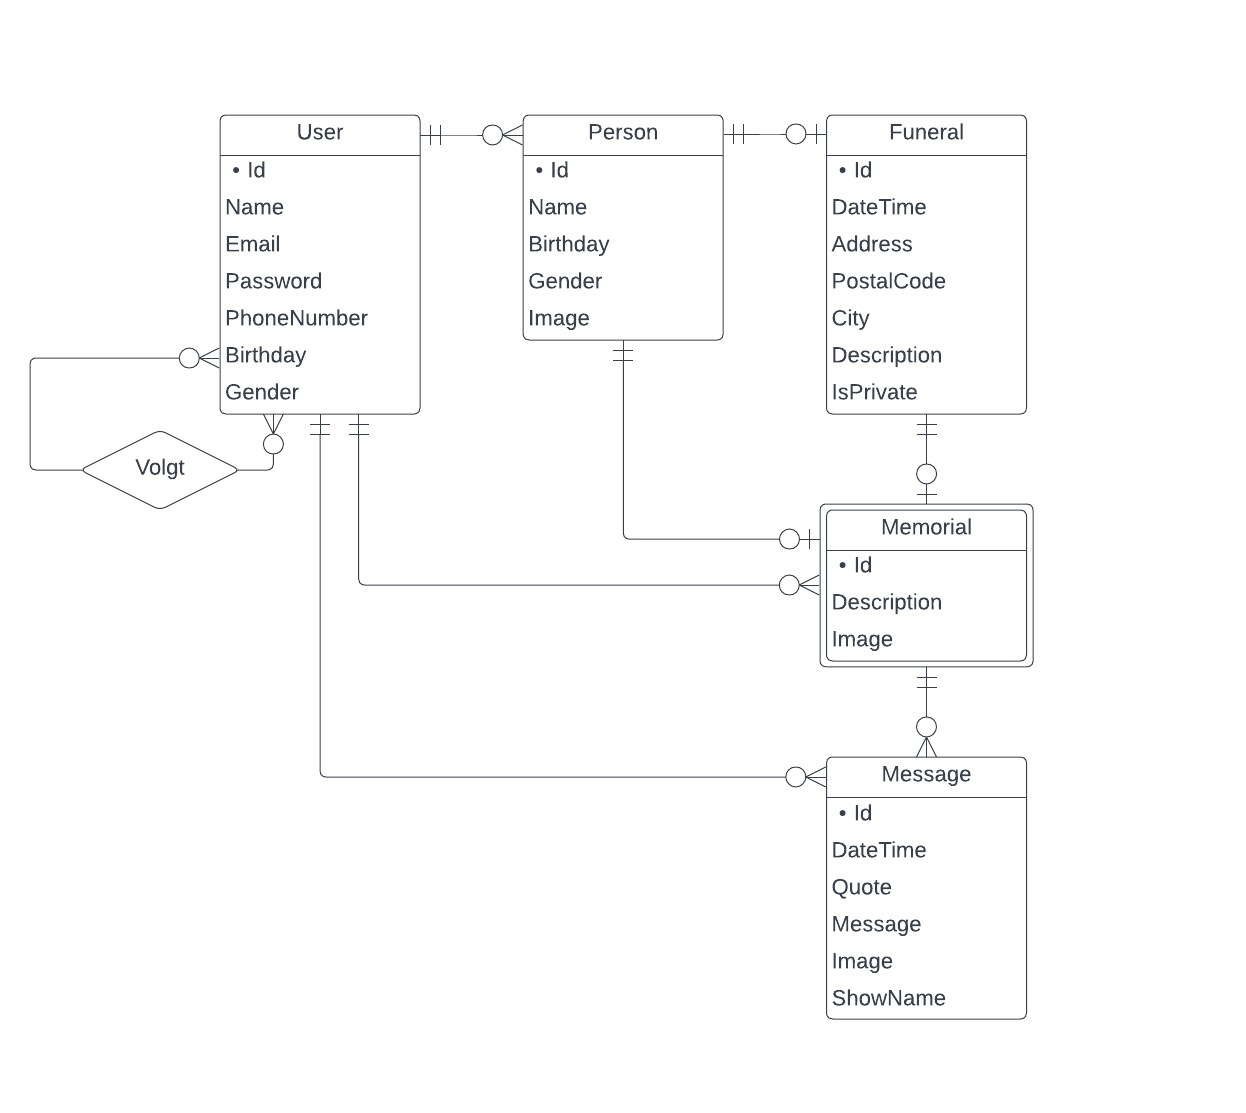 User
• Id
Name
Email
Password
PhoneNumber
Birthday
Gender
Person
• Id
Name
Birthday
Gender
Image
Funeral
• Id
DateTime
Address
PostalCode
City
Description
IsPrivate
Volgt
Memorial
• Id
Description
Image
Message
• Id
DateTime
Quote
Message
Image
ShowName